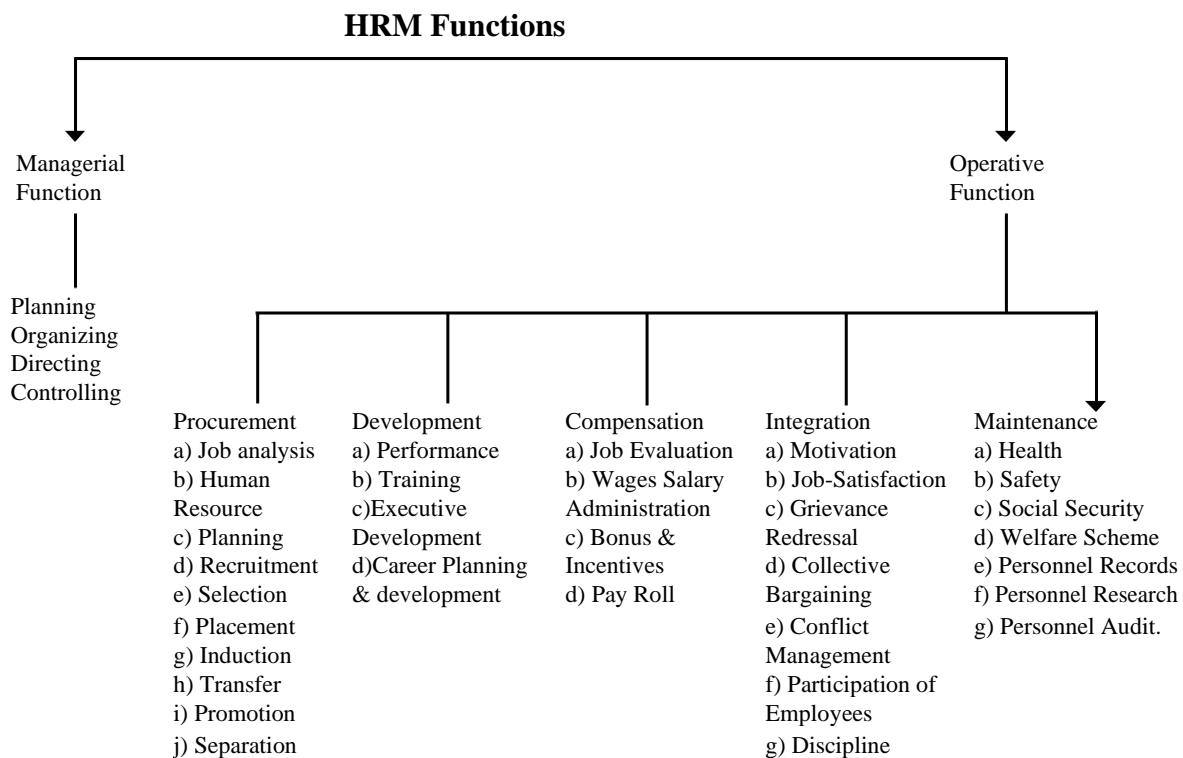 HRM Functions
Managerial
Function
Operative
Function
Planning
Organizing
Directing
Controlling
Procurement
a) Job analysis
b) Human
Resource
c) Planning
d) Recruitment
e) Selection
f) Placement
g) Induction
h) Transfer
i) Promotion
j) Separation
Development
a) Performance
b) Training
c)Executive
Development
d)Career Planning
& development
Compensation
a) Job Evaluation
b) Wages Salary
Administration
c) Bonus &
Incentives
d) Pay Roll
Integration
a) Motivation
b) Job-Satisfaction
c) Grievance
Redressal
d) Collective
Bargaining
e) Conflict
Management
f) Participation of
Employees
g) Discipline
Maintenance
a) Health
b) Safety
c) Social Security
d) Welfare Scheme
e) Personnel Records
f) Personnel Research
g) Personnel Audit.